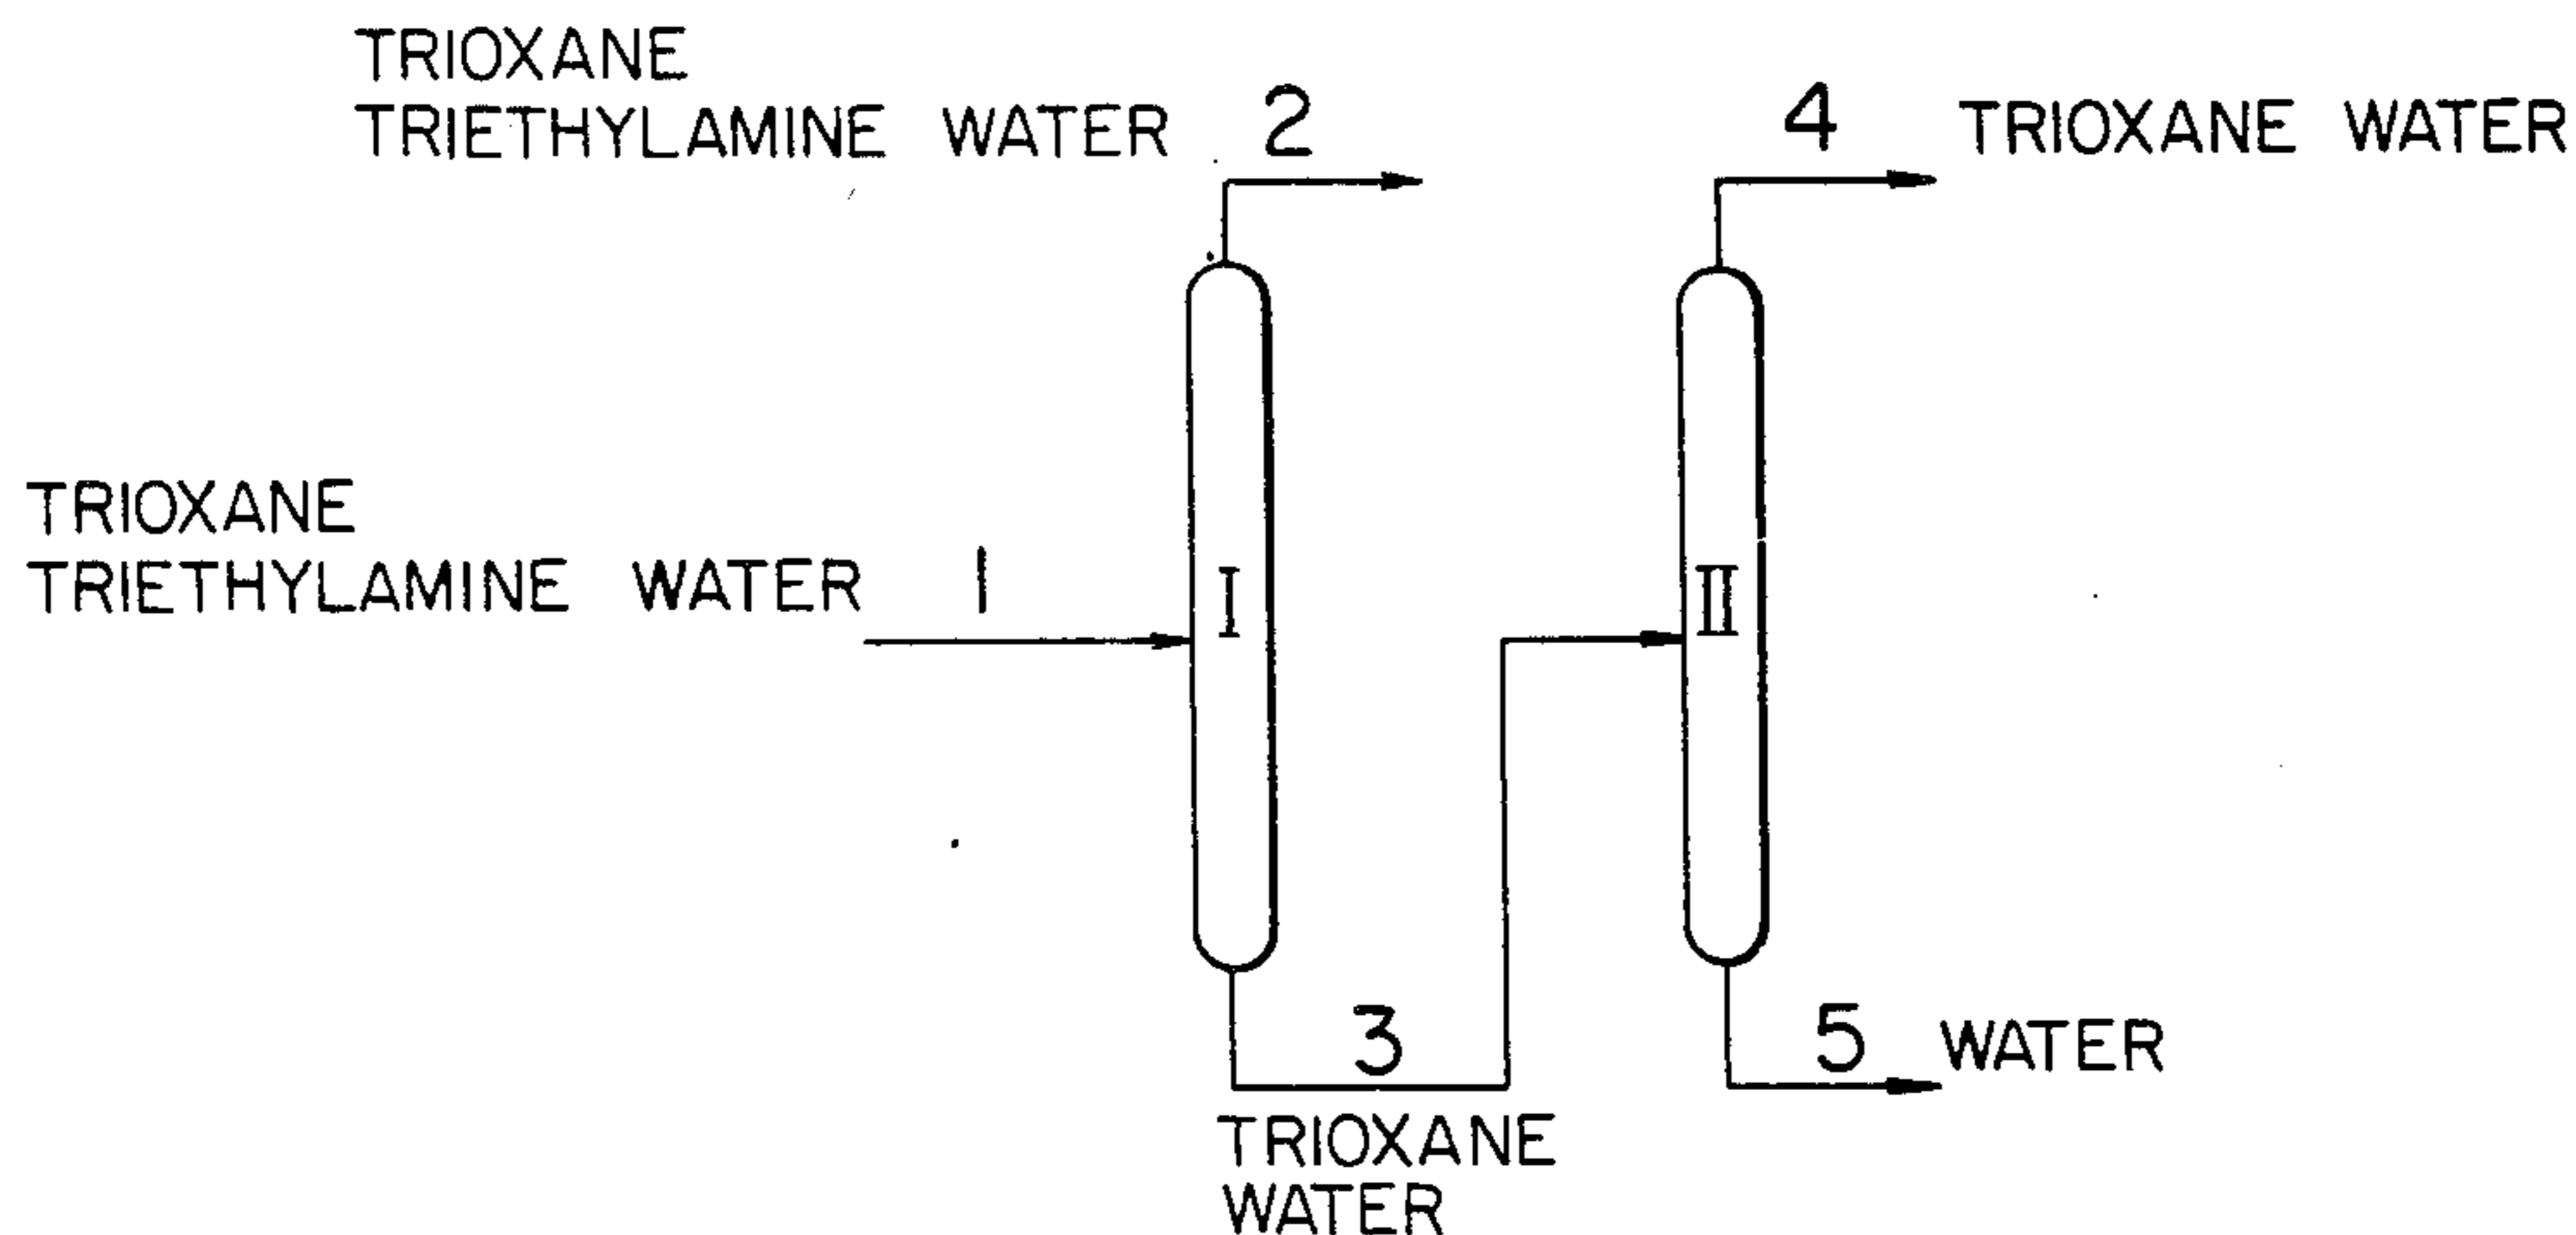 TRIOXANE
TRIETHYLAMINE WATER 2
4 TRIOXANE WATER
TRIOXANE
TRIETHYLAMINE WATER 1
I
II
3
5 WATER
TRIOXANE
WATER